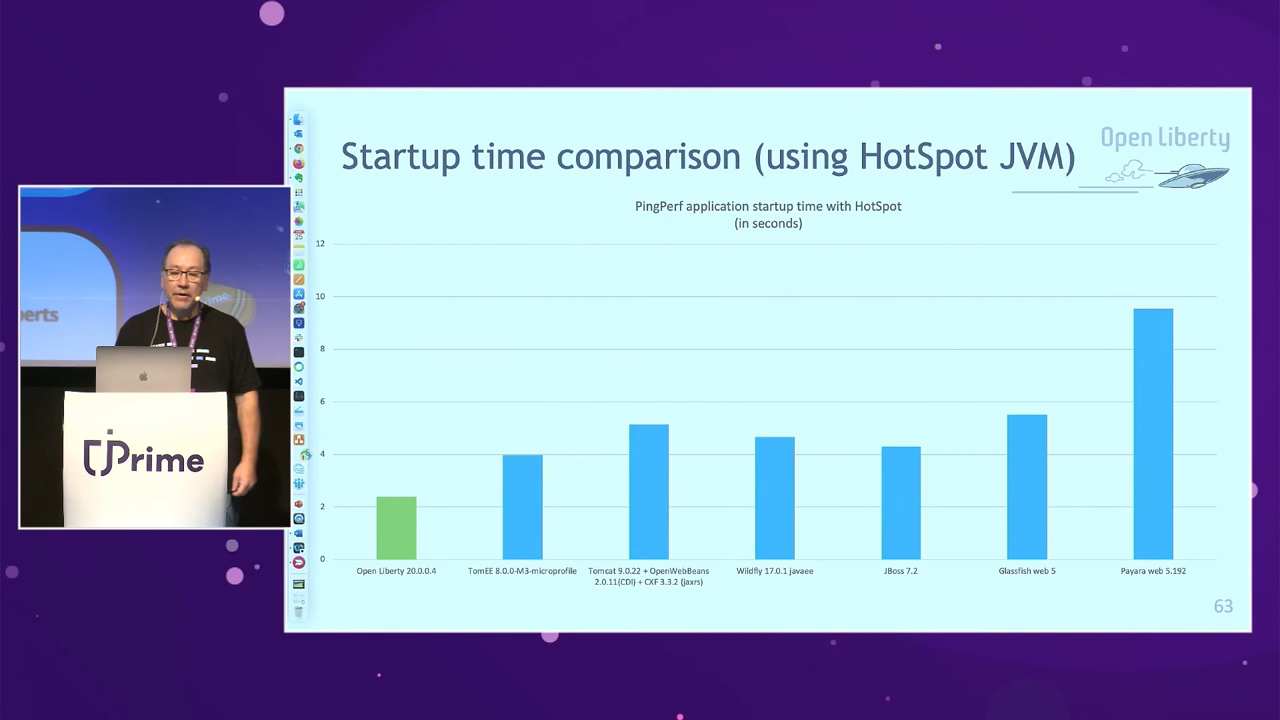 Startup time comparison (using HotSpot JVM)
Open Liberty
PingPerf application startup time with HotSpot
(in seconds)
12
10
8
6
4
2
0
Open Liberty 20.0.0.4
TomEE 8.0.0-M3-microprofile
Tomcat 9.0.22 + OpenWebBeans
2.0.11(CDI) + CXF 3.3.2 (jaxrs)
Wildfly 17.0.1 javaee
JBoss 7.2
Glassfish web 5
Payara web 5.192
63
perts
jPrime
25